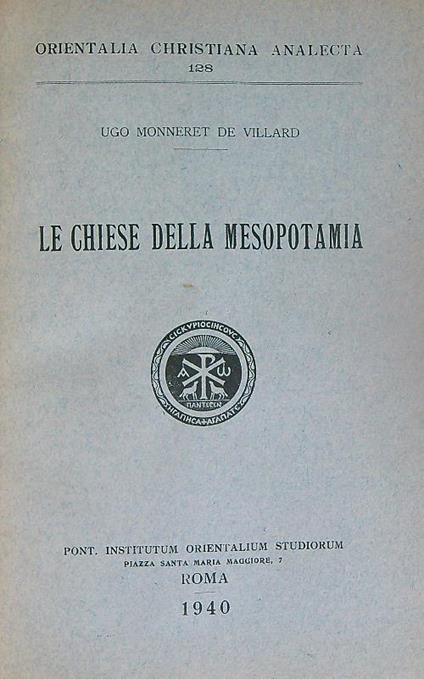 ORIENTALIA CHRISTIANA ANALECTA
128
UGO MONNERET DE VILLARD
LE CHIESE DELLA MESOPOTAMIA
Α Ω
PONT. INSTITUTUM ORIENTALIUM STUDIORUM
PIAZZA SANTA MARIA MAGGIORE, 7
ROMA
1940